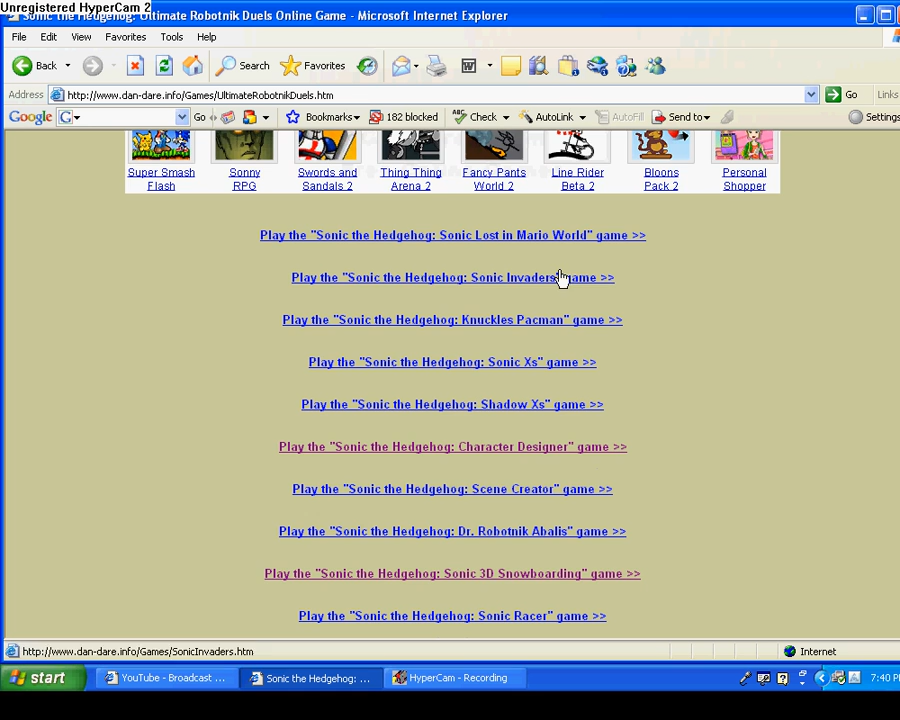 Unregistered HyperCam 2
Sonic the Hedgehog: Ultimate Robotnik Duels Online Game - Microsoft Internet Explorer
File Edit View Favorites Tools Help
Back Search Favorites
Address http://www.dan-dare.info/Games/UltimateRobotnikDuels.htm Go Links
Google G Go Bookmarks 182 blocked Check AutoLink AutoFill Send to Settings
Super Smash Flash
Sonny RPG
Swords and Sandals 2
Thing Thing Arena 2
Fancy Pants World 2
Line Rider Beta 2
Bloons Pack 2
Personal Shopper
Play the "Sonic the Hedgehog: Sonic Lost in Mario World" game >>
Play the "Sonic the Hedgehog: Sonic Invaders" game >>
Play the "Sonic the Hedgehog: Knuckles Pacman" game >>
Play the "Sonic the Hedgehog: Sonic Xs" game >>
Play the "Sonic the Hedgehog: Shadow Xs" game >>
Play the "Sonic the Hedgehog: Character Designer" game >>
Play the "Sonic the Hedgehog: Scene Creator" game >>
Play the "Sonic the Hedgehog: Dr. Robotnik Abalis" game >>
Play the "Sonic the Hedgehog: Sonic 3D Snowboarding" game >>
Play the "Sonic the Hedgehog: Sonic Racer" game >>
http://www.dan-dare.info/Games/SonicInvaders.htm Internet
start YouTube - Broadcast ... Sonic the Hedgehog: ... HyperCam - Recording 7:40 P